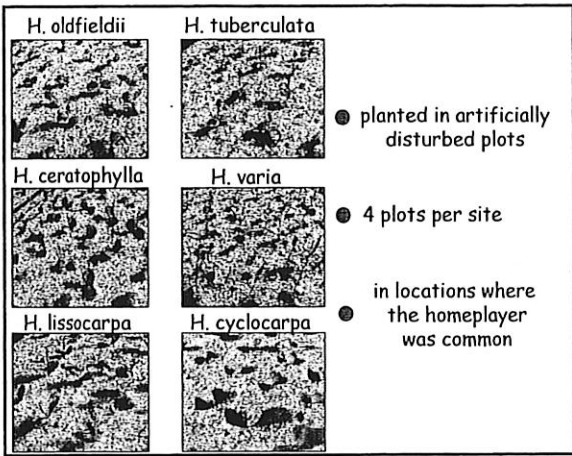 H. oldfieldii
H. tuberculata
planted in artificially
disturbed plots
H. ceratophylla
H. varia
4 plots per site
in locations where
the homeplayer
was common
H. lissocarpa
H. cyclocarpa